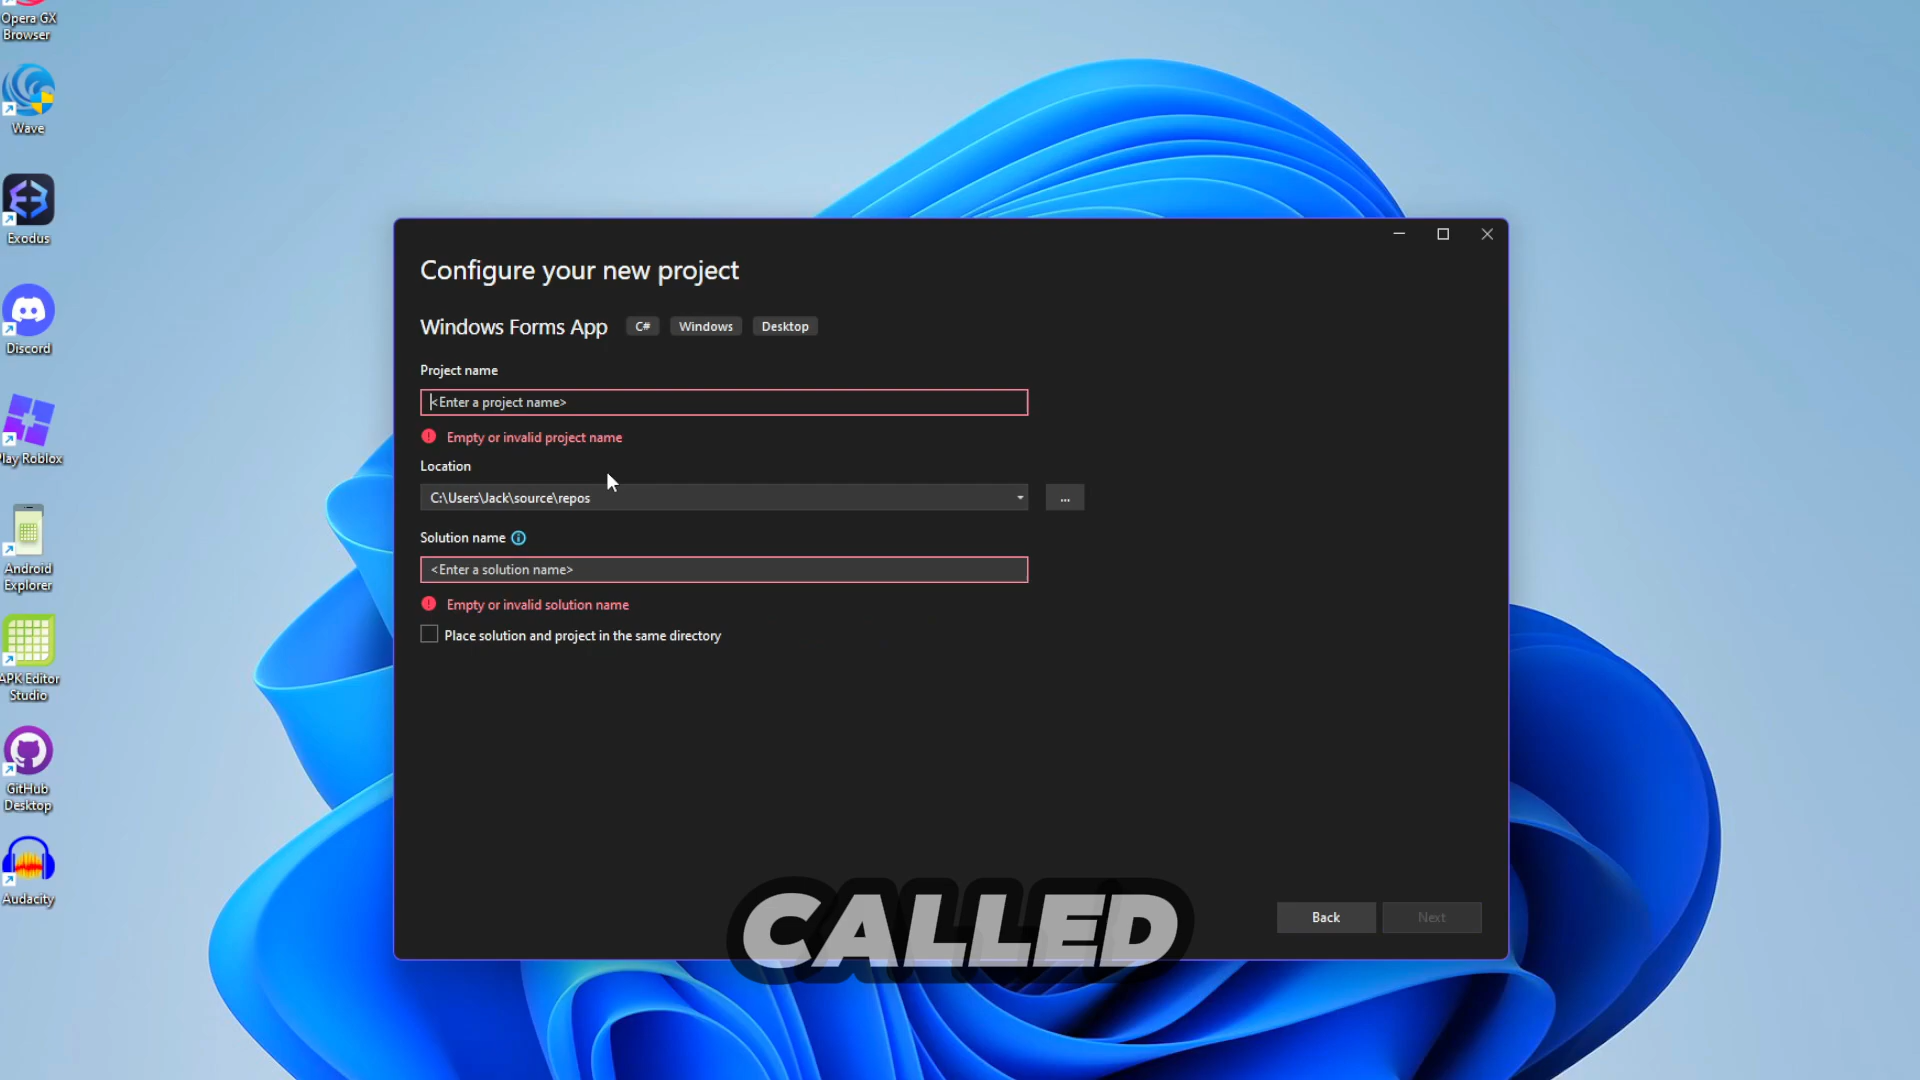 Opera GX
Browser
Wave
Exodus
Discord
Play Roblox
Android
Explorer
APK Editor
Studio
GitHub
Desktop
Audacity
Configure your new project
Windows Forms App C# Windows Desktop
Project name
<Enter a project name>
Empty or invalid project name
Location
C:\Users\Jack\source\repos
...
Solution name
<Enter a solution name>
Empty or invalid solution name
Place solution and project in the same directory
Back Next
CALLED